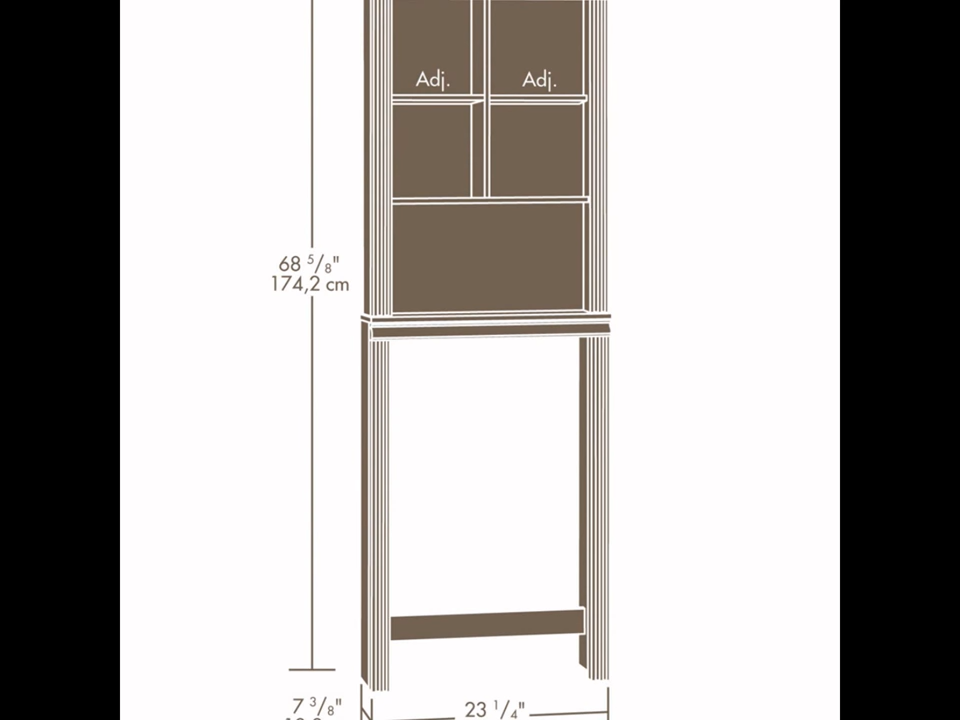 Adj. Adj.
68 5/8"
174,2 cm
7 3/8"
23 1/4"